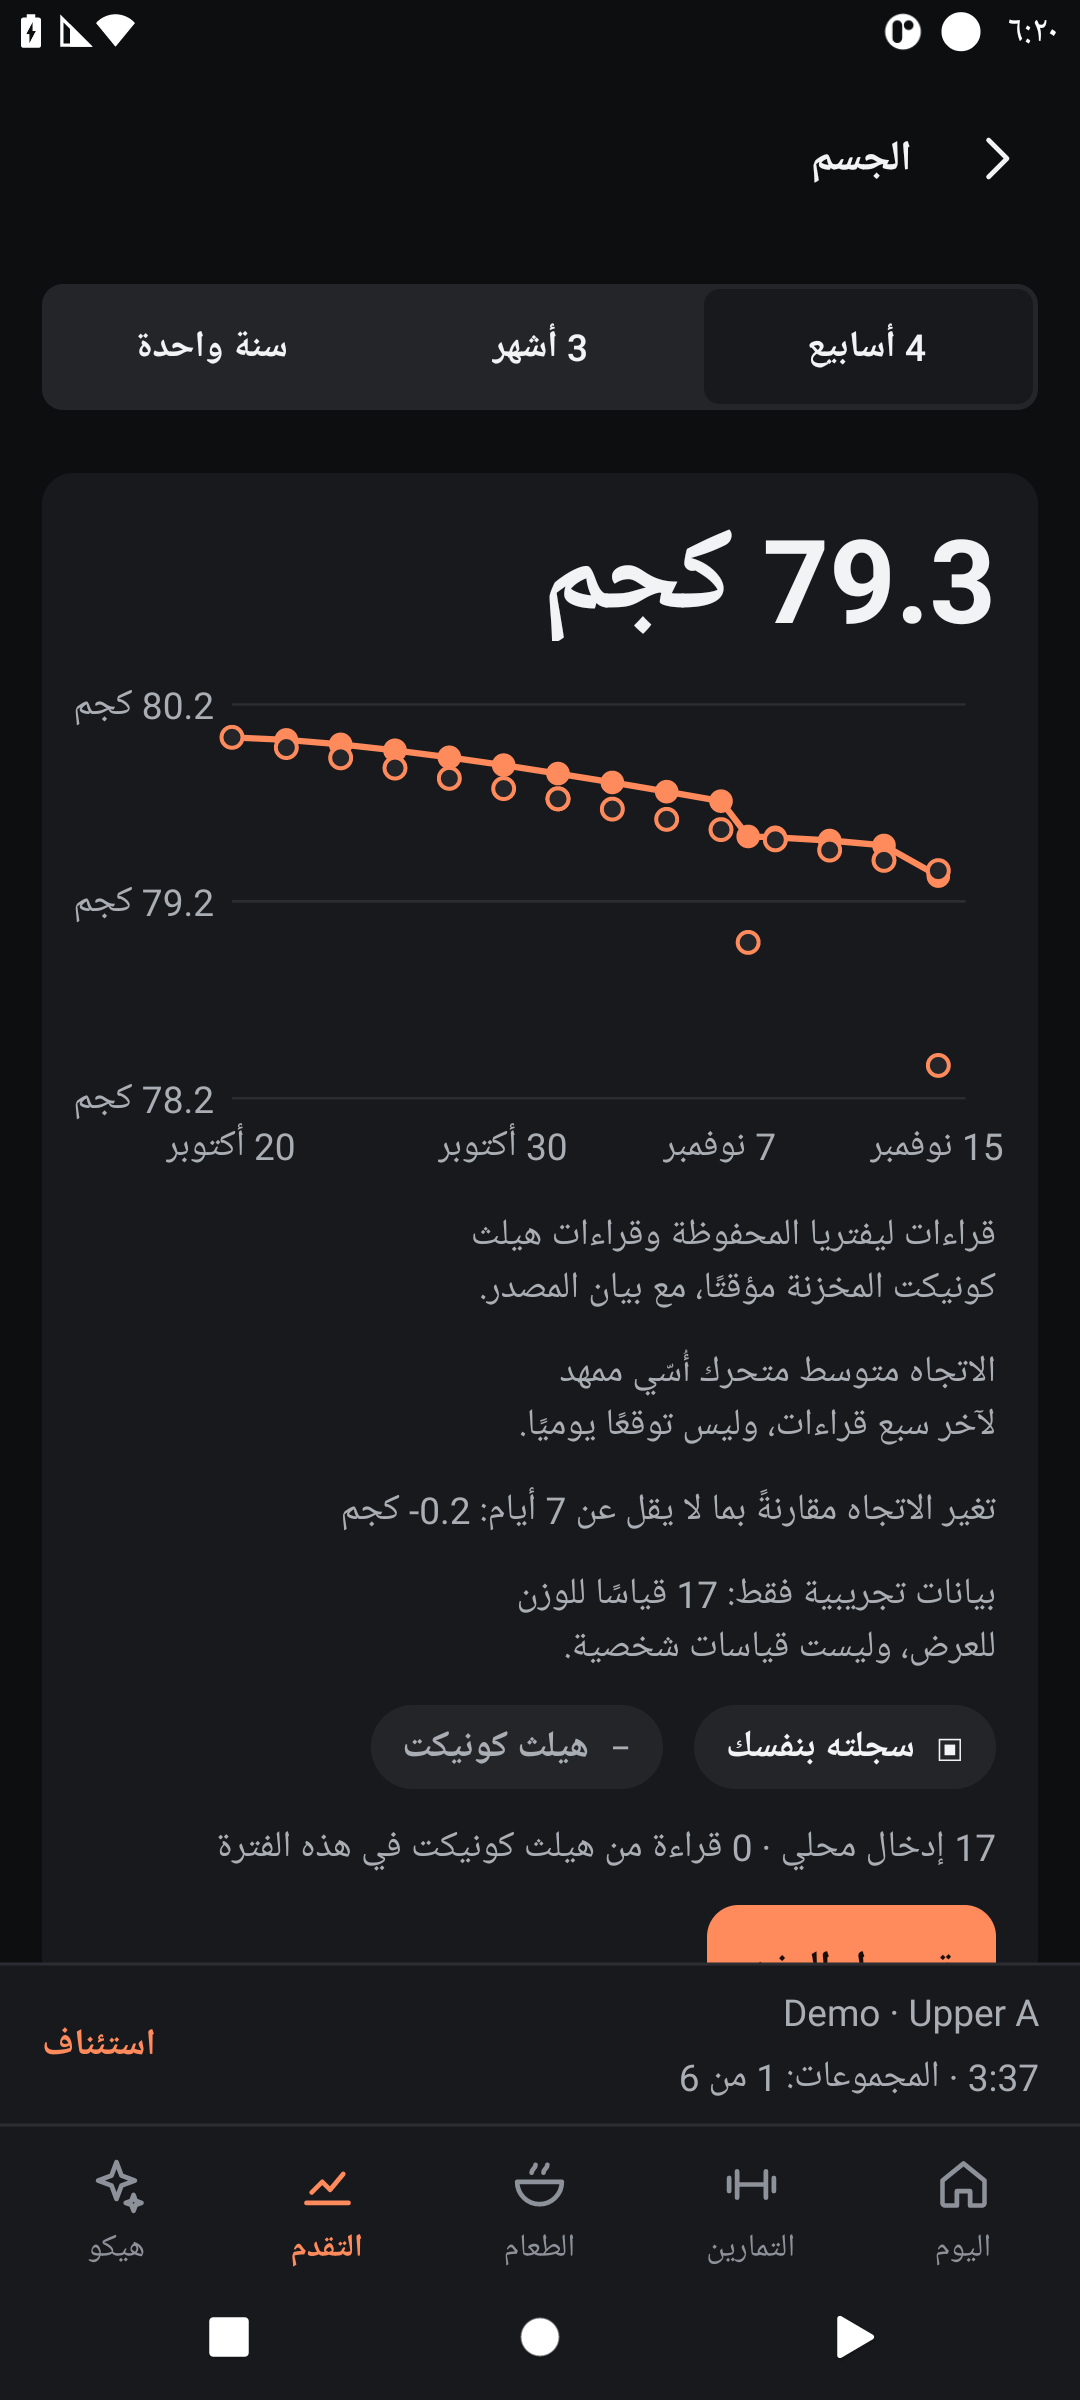 ٦:٢٠
الجسم
4 أسابيع
3 أشهر
سنة واحدة
79.3 كجم
80.2 كجم
79.2 كجم
78.2 كجم
20 أكتوبر
30 أكتوبر
7 نوفمبر
15 نوفمبر
قراءات ليفتريا المحفوظة وقراءات هيلث
كونيكت المخزنة مؤقتًا، مع بيان المصدر.
الاتجاه متوسط متحرك أُسّي ممهد
لآخر سبع قراءات، وليس توقعًا يوميًا.
تغير الاتجاه مقارنةً بما لا يقل عن 7 أيام: 0.2- كجم
بيانات تجريبية فقط: 17 قياسًا للوزن
للعرض، وليست قياسات شخصية.
سجلته بنفسك
– هيلث كونيكت
17 إدخال محلي · 0 قراءة من هيلث كونيكت في هذه الفترة
Demo · Upper A
3:37 · المجموعات: 1 من 6
استئناف
اليوم
التمارين
الطعام
التقدم
هيكو